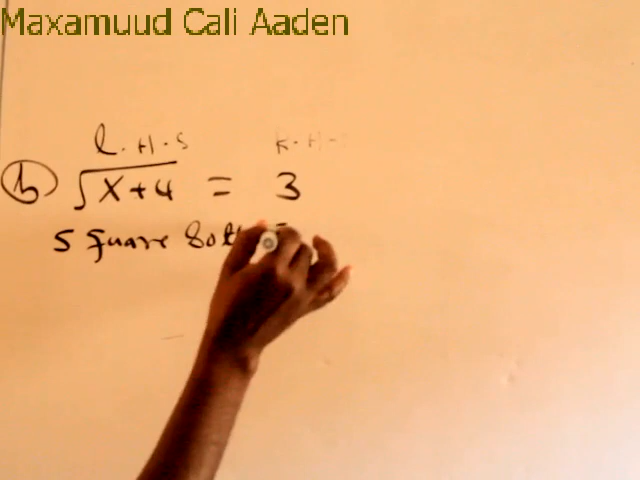 Maxamuud Cali Aaden
L.H.S R.H.
b) √x+4 = 3
Square